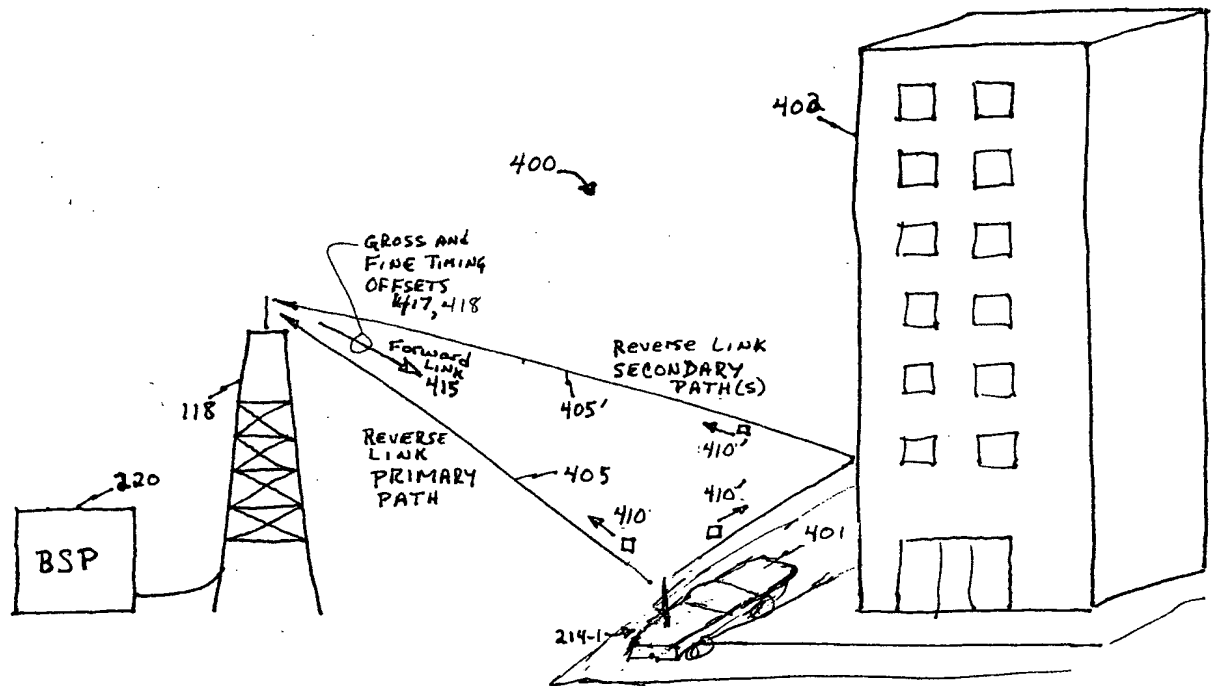 402
400
GROSS AND
FINE TIMING
OFFSETS
417, 418
Forward
LINK
415
REVERSE LINK
SECONDARY
PATH(S)
405'
118
410'
REVERSE
LINK
PRIMARY
PATH
405
220
410'
410
401
BSP
214-1